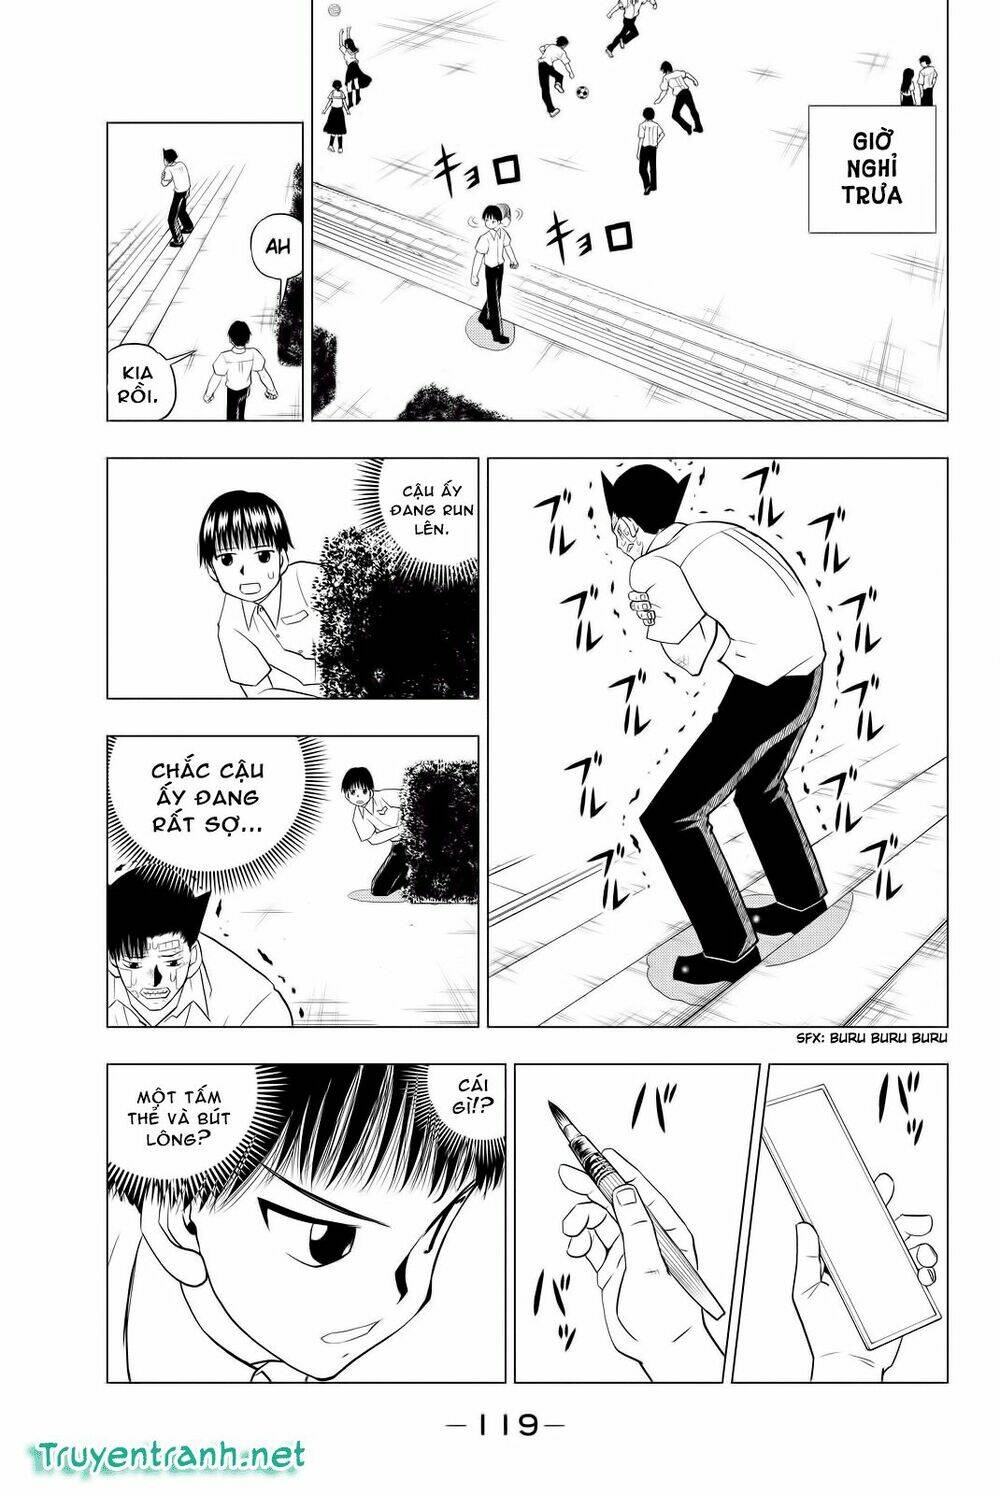 GIỜ
NGHỈ
TRƯA
キョロ
キョロ
AH
KIA
RỒI.
ブル
ブル
ブル
ブル
ブル
ブル
ブル
ブル
ブル
SFX: BURU BURU BURU
CẬU ẤY
ĐANG RUN
LÊN.
CHẮC CẬU
ẤY ĐANG
RẤT SỢ...
バッ
バッ
CÁI
GÌ!?
MỘT TẤM
THẺ VÀ BÚT
LÔNG?
—119—
Truyentranh.net